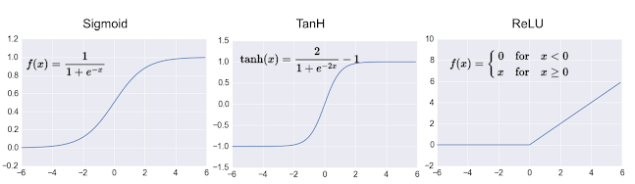 Sigmoid
TanH
ReLU
f(x) = 1 / (1 + e^{-x})
tanh(x) = 2 / (1 + e^{-2x}) − 1
f(x) = { 0 for x < 0
x for x ≥ 0
1.2
1.0
0.8
0.6
0.4
0.2
0.0
−0.2
−6 −4 −2 0 2 4 6
1.5
1.0
0.5
0.0
−0.5
−1.0
−1.5
−6 −4 −2 0 2 4 6
10
8
6
4
2
0
−2
−6 −4 −2 0 2 4 6